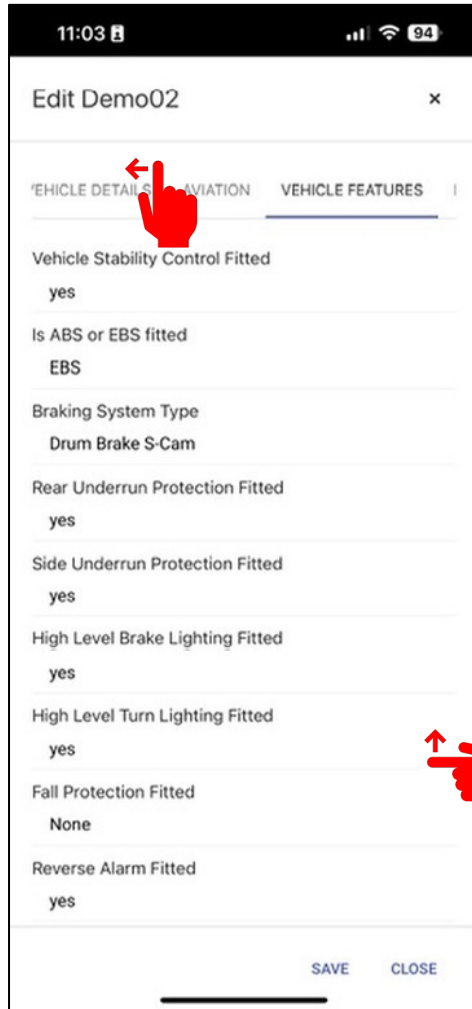 11:03 94
Edit Demo02 ×
EHICLE DETAILS AVIATION VEHICLE FEATURES
Vehicle Stability Control Fitted
yes
Is ABS or EBS fitted
EBS
Braking System Type
Drum Brake S-Cam
Rear Underrun Protection Fitted
yes
Side Underrun Protection Fitted
yes
High Level Brake Lighting Fitted
yes
High Level Turn Lighting Fitted
yes
Fall Protection Fitted
None
Reverse Alarm Fitted
yes
SAVE CLOSE